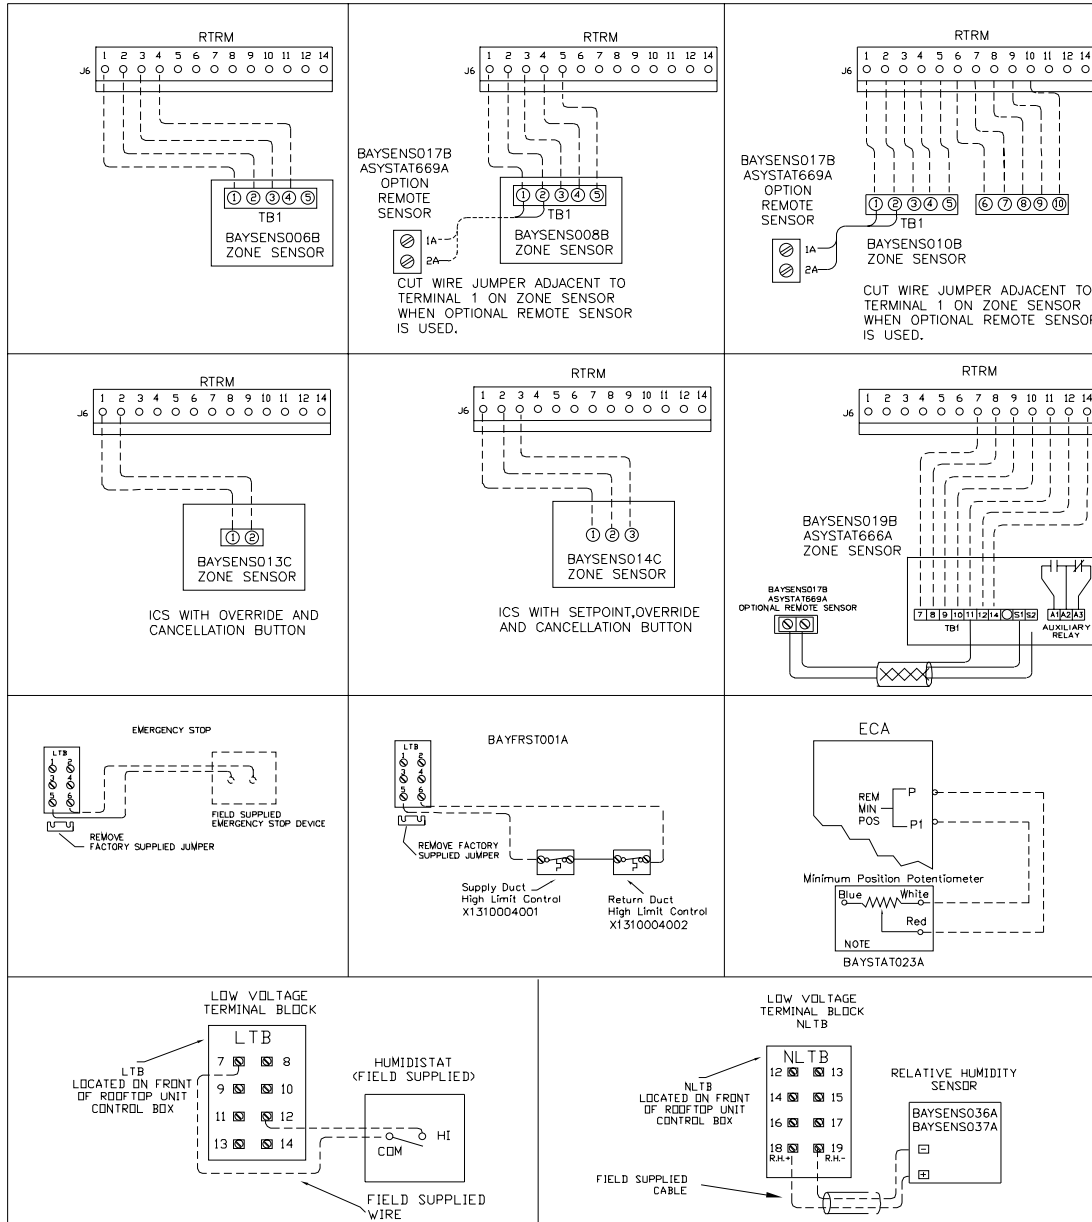 RTRM
1 2 3 4 5 6 7 8 9 10 11 12 14
J6
1 2 3 4 5
TB1
BAYSENS006B
ZONE SENSOR
RTRM
1 2 3 4 5 6 7 8 9 10 11 12 14
J6
BAYSENS017B
ASYSTAT669A
OPTION
REMOTE
SENSOR
1A
2A
1 2 3 4 5
TB1
BAYSENS008B
ZONE SENSOR
CUT WIRE JUMPER ADJACENT TO
TERMINAL 1 ON ZONE SENSOR
WHEN OPTIONAL REMOTE SENSOR
IS USED.
RTRM
1 2 3 4 5 6 7 8 9 10 11 12 14
J6
BAYSENS017B
ASYSTAT669A
OPTION
REMOTE
SENSOR
1A
2A
1 2 3 4 5
6 7 8 9 10
TB1
BAYSENS010B
ZONE SENSOR
CUT WIRE JUMPER ADJACENT TO
TERMINAL 1 ON ZONE SENSOR
WHEN OPTIONAL REMOTE SENSOR
IS USED.
RTRM
1 2 3 4 5 6 7 8 9 10 11 12 14
J6
1 2
BAYSENS013C
ZONE SENSOR
ICS WITH OVERRIDE AND
CANCELLATION BUTTON
RTRM
1 2 3 4 5 6 7 8 9 10 11 12 14
J6
1 2 3
BAYSENS014C
ZONE SENSOR
ICS WITH SETPOINT,OVERRIDE
AND CANCELLATION BUTTON
RTRM
1 2 3 4 5 6 7 8 9 10 11 12 14
J6
BAYSENS019B
ASYSTAT666A
ZONE SENSOR
BAYSENS017B
ASYSTAT669A
OPTIONAL REMOTE SENSOR
7 8 9 10 11 12 14 S1 S2
TB1
A1 A2 A3
AUXILIARY
RELAY
EMERGENCY STOP
LTB
1 2
3 4
5 6
REMOVE
FACTORY SUPPLIED JUMPER
FIELD SUPPLIED
EMERGENCY STOP DEVICE
BAYFRST001A
LTB
1 2
3 4
5 6
REMOVE FACTORY
SUPPLIED JUMPER
Supply Duct
High Limit Control
X1310004001
Return Duct
High Limit Control
X1310004002
ECA
REM
MIN
POS
P
P1
Minimum Position Potentiometer
Blue White
Red
NOTE
BAYSTAT023A
LOW VOLTAGE
TERMINAL BLOCK
LTB
7 8
9 10
11 12
13 14
LTB
LOCATED ON FRONT
OF ROOFTOP UNIT
CONTROL BOX
HUMIDISTAT
(FIELD SUPPLIED)
HI
COM
FIELD SUPPLIED
WIRE
LOW VOLTAGE
TERMINAL BLOCK
NLTB
NLTB
12 13
14 15
16 17
18 19
R.H.+ R.H.-
NLTB
LOCATED ON FRONT
OF ROOFTOP UNIT
CONTROL BOX
RELATIVE HUMIDITY
SENSOR
BAYSENS036A
BAYSENS037A
-
+
FIELD SUPPLIED
CABLE